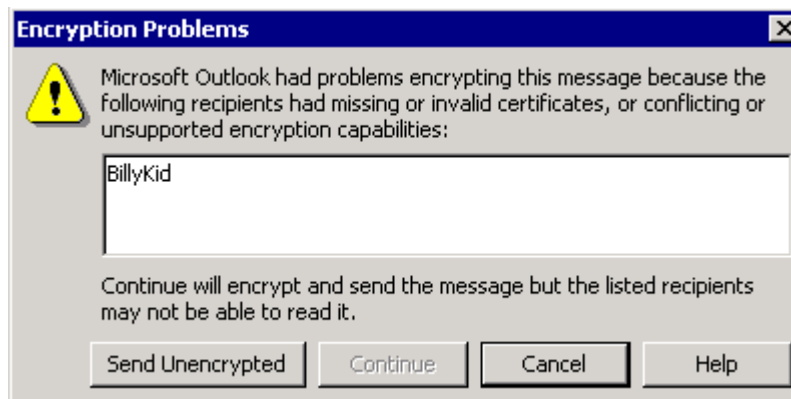 Encryption Problems
Microsoft Outlook had problems encrypting this message because the
following recipients had missing or invalid certificates, or conflicting or
unsupported encryption capabilities:
BillyKid
Continue will encrypt and send the message but the listed recipients
may not be able to read it.
Send Unencrypted Continue Cancel Help